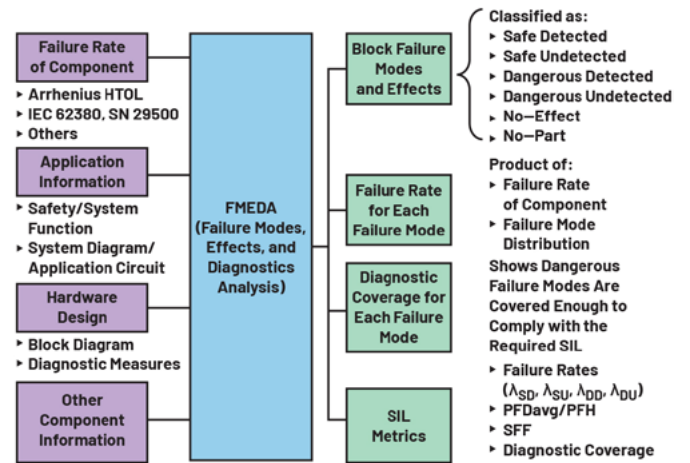 Failure Rate
of Component
▸ Arrhenius HTOL
▸ IEC 62380, SN 29500
▸ Others
Application
Information
▸ Safety/System
Function
▸ System Diagram/
Application Circuit
Hardware
Design
▸ Block Diagram
▸ Diagnostic Measures
Other
Component
Information
FMEDA
(Failure Modes,
Effects, and
Diagnostics
Analysis)
Block Failure
Modes
and Effects
Classified as:
▸ Safe Detected
▸ Safe Undetected
▸ Dangerous Detected
▸ Dangerous Undetected
▸ No–Effect
▸ No–Part
Failure Rate
for Each
Failure Mode
Product of:
▸ Failure Rate
of Component
▸ Failure Mode
Distribution
Diagnostic
Coverage for
Each Failure
Mode
Shows Dangerous
Failure Modes Are
Covered Enough to
Comply with the
Required SIL
SIL
Metrics
▸ Failure Rates
(λSD, λSU, λDD, λDU)
▸ PFDavg/PFH
▸ SFF
▸ Diagnostic Coverage